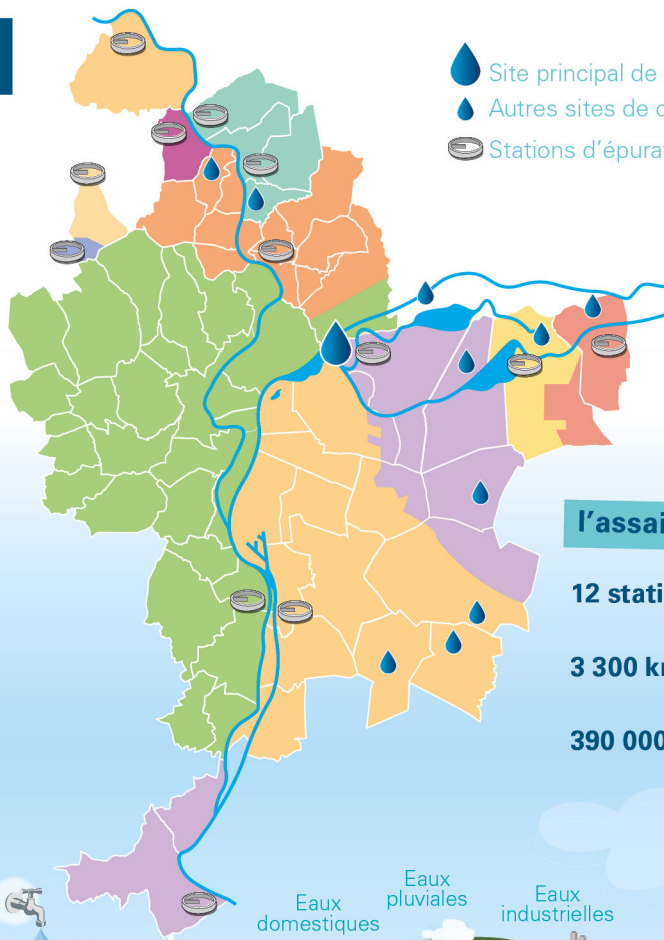 Site principal de
Autres sites de
Stations d'épurat
l'assai
12 stati
3 300 k
390 000
Eaux
domestiques
Eaux
pluviales
Eaux
industrielles